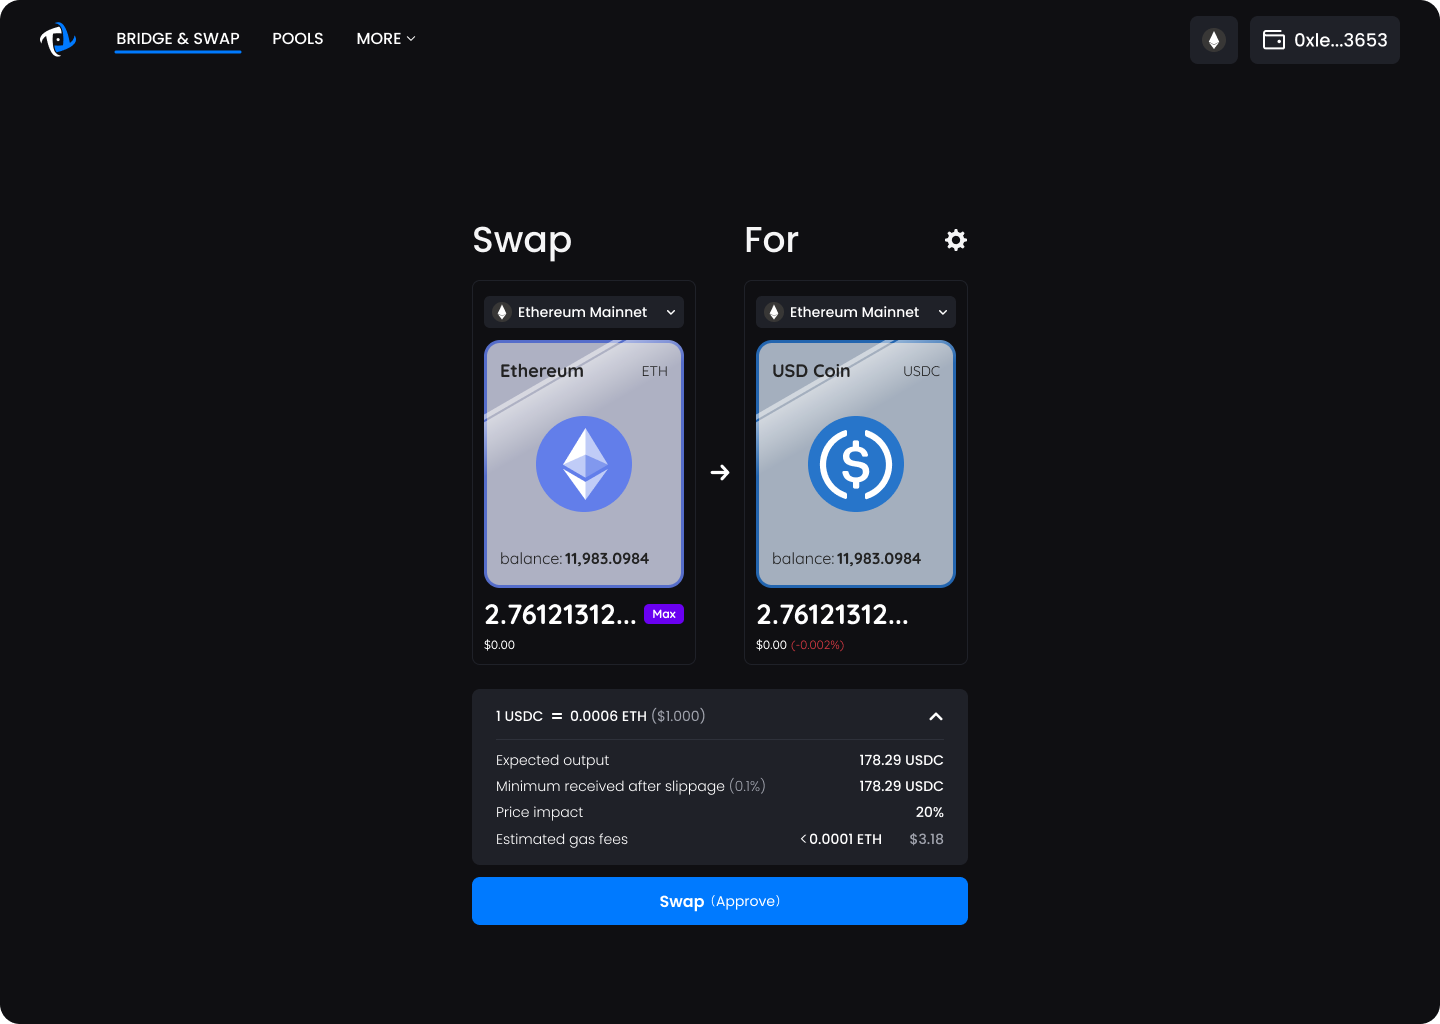 BRIDGE & SWAP POOLS MORE 0xle...3653
Swap For
Ethereum Mainnet Ethereum Mainnet
Ethereum ETH USD Coin USDC
balance: 11,983.0984 balance: 11,983.0984
2.76121312... Max 2.76121312...
$0.00 $0.00 (-0.002%)
1 USDC = 0.0006 ETH ($1.000)
Expected output 178.29 USDC
Minimum received after slippage (0.1%) 178.29 USDC
Price impact 20%
Estimated gas fees <0.0001 ETH $3.18
Swap (Approve)